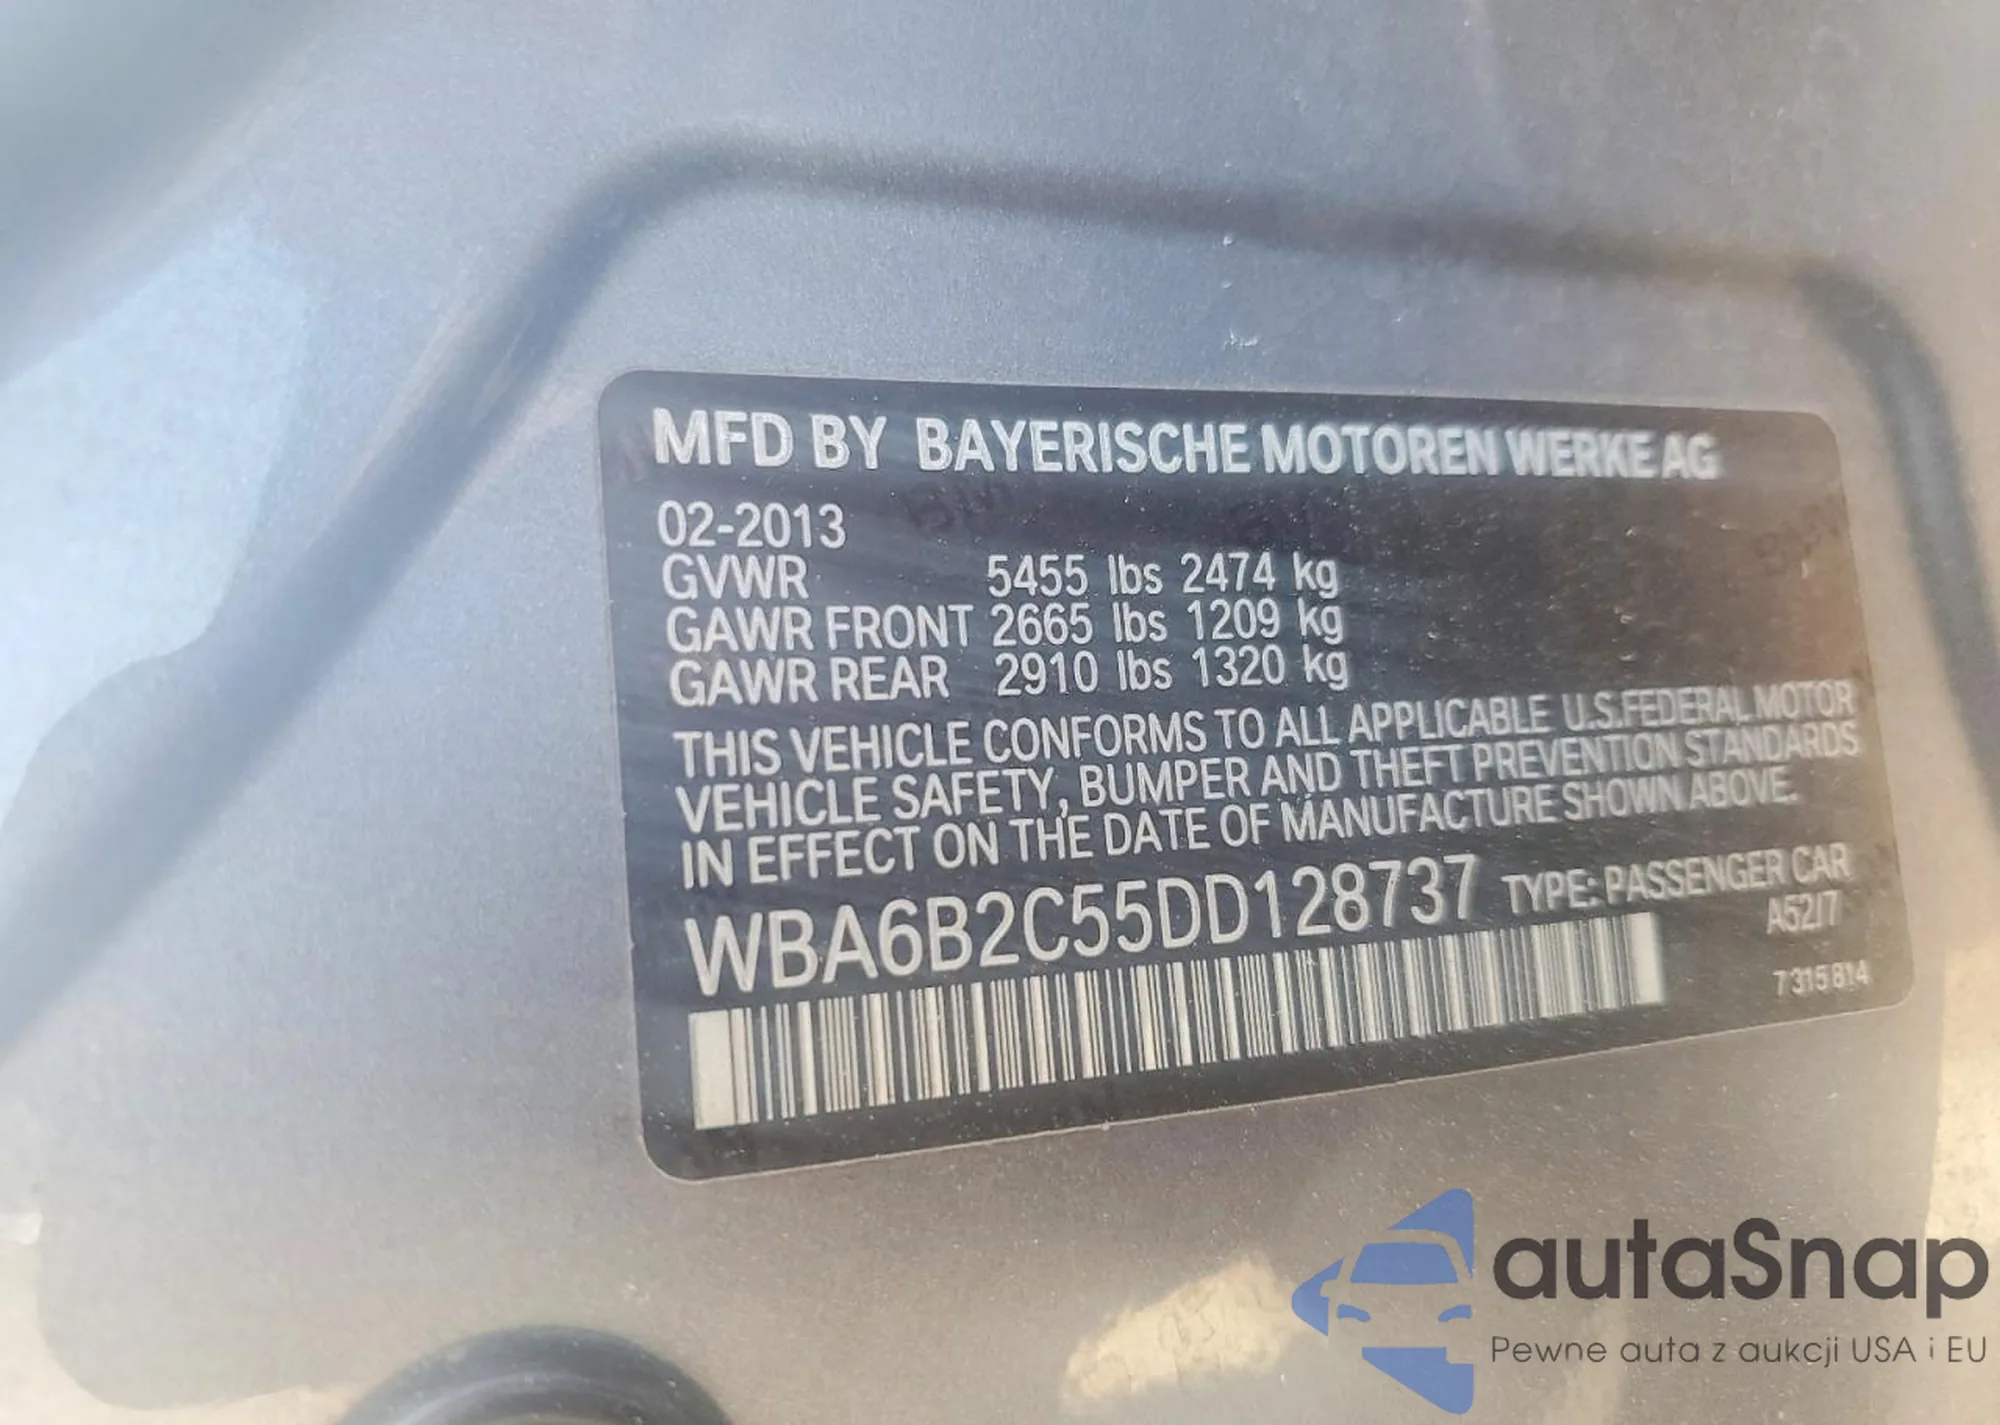 MFD BY BAYERISCHE MOTOREN WERKE AG
02-2013
GVWR 5455 lbs 2474 kg
GAWR FRONT 2665 lbs 1209 kg
GAWR REAR 2910 lbs 1320 kg
THIS VEHICLE CONFORMS TO ALL APPLICABLE U.S.FEDERAL MOTOR
VEHICLE SAFETY, BUMPER AND THEFT PREVENTION STANDARDS
IN EFFECT ON THE DATE OF MANUFACTURE SHOWN ABOVE.
WBA6B2C55DD128737 TYPE: PASSENGER CAR
A52/7
7315814
autaSnap
Pewne auta z aukcji USA i EU